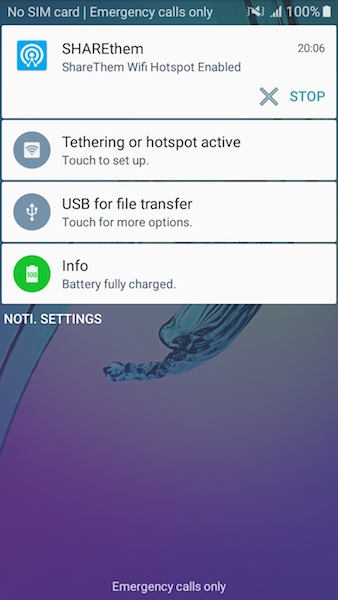 No SIM card | Emergency calls only 100%
SHAREthem 20:06
ShareThem Wifi Hotspot Enabled
STOP
Tethering or hotspot active
Touch to set up.
USB for file transfer
Touch for more options.
100
Info
Battery fully charged.
NOTI. SETTINGS
Emergency calls only